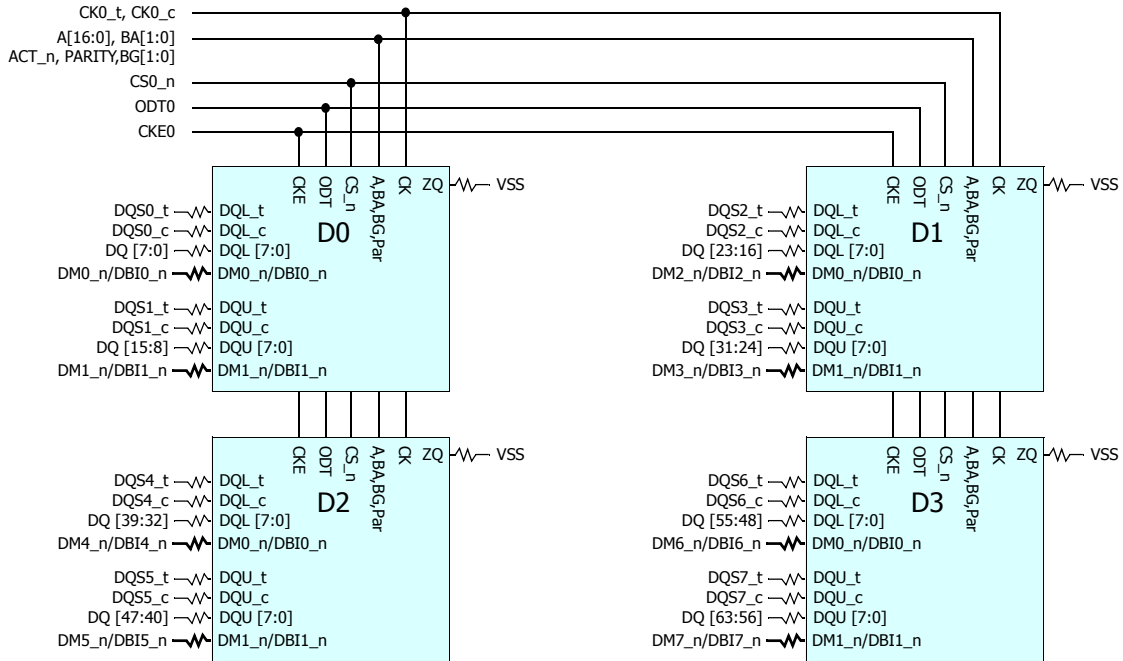 CK0_t, CK0_c
A[16:0], BA[1:0]
ACT_n, PARITY,BG[1:0]
CS0_n
ODT0
CKE0
CKE
ODT
CS_n
A,BA,BG,Par
CK
ZQ
VSS
D0
DQS0_t
DQL_t
DQS0_c
DQL_c
DQ [7:0]
DQL [7:0]
DM0_n/DBI0_n
DM0_n/DBI0_n
DQS1_t
DQU_t
DQS1_c
DQU_c
DQ [15:8]
DQU [7:0]
DM1_n/DBI1_n
DM1_n/DBI1_n
CKE
ODT
CS_n
A,BA,BG,Par
CK
ZQ
VSS
D1
DQS2_t
DQL_t
DQS2_c
DQL_c
DQ [23:16]
DQL [7:0]
DM2_n/DBI2_n
DM0_n/DBI0_n
DQS3_t
DQU_t
DQS3_c
DQU_c
DQ [31:24]
DQU [7:0]
DM3_n/DBI3_n
DM1_n/DBI1_n
CKE
ODT
CS_n
A,BA,BG,Par
CK
ZQ
VSS
D2
DQS4_t
DQL_t
DQS4_c
DQL_c
DQ [39:32]
DQL [7:0]
DM4_n/DBI4_n
DM0_n/DBI0_n
DQS5_t
DQU_t
DQS5_c
DQU_c
DQ [47:40]
DQU [7:0]
DM5_n/DBI5_n
DM1_n/DBI1_n
CKE
ODT
CS_n
A,BA,BG,Par
CK
ZQ
VSS
D3
DQS6_t
DQL_t
DQS6_c
DQL_c
DQ [55:48]
DQL [7:0]
DM6_n/DBI6_n
DM0_n/DBI0_n
DQS7_t
DQU_t
DQS7_c
DQU_c
DQ [63:56]
DQU [7:0]
DM7_n/DBI7_n
DM1_n/DBI1_n